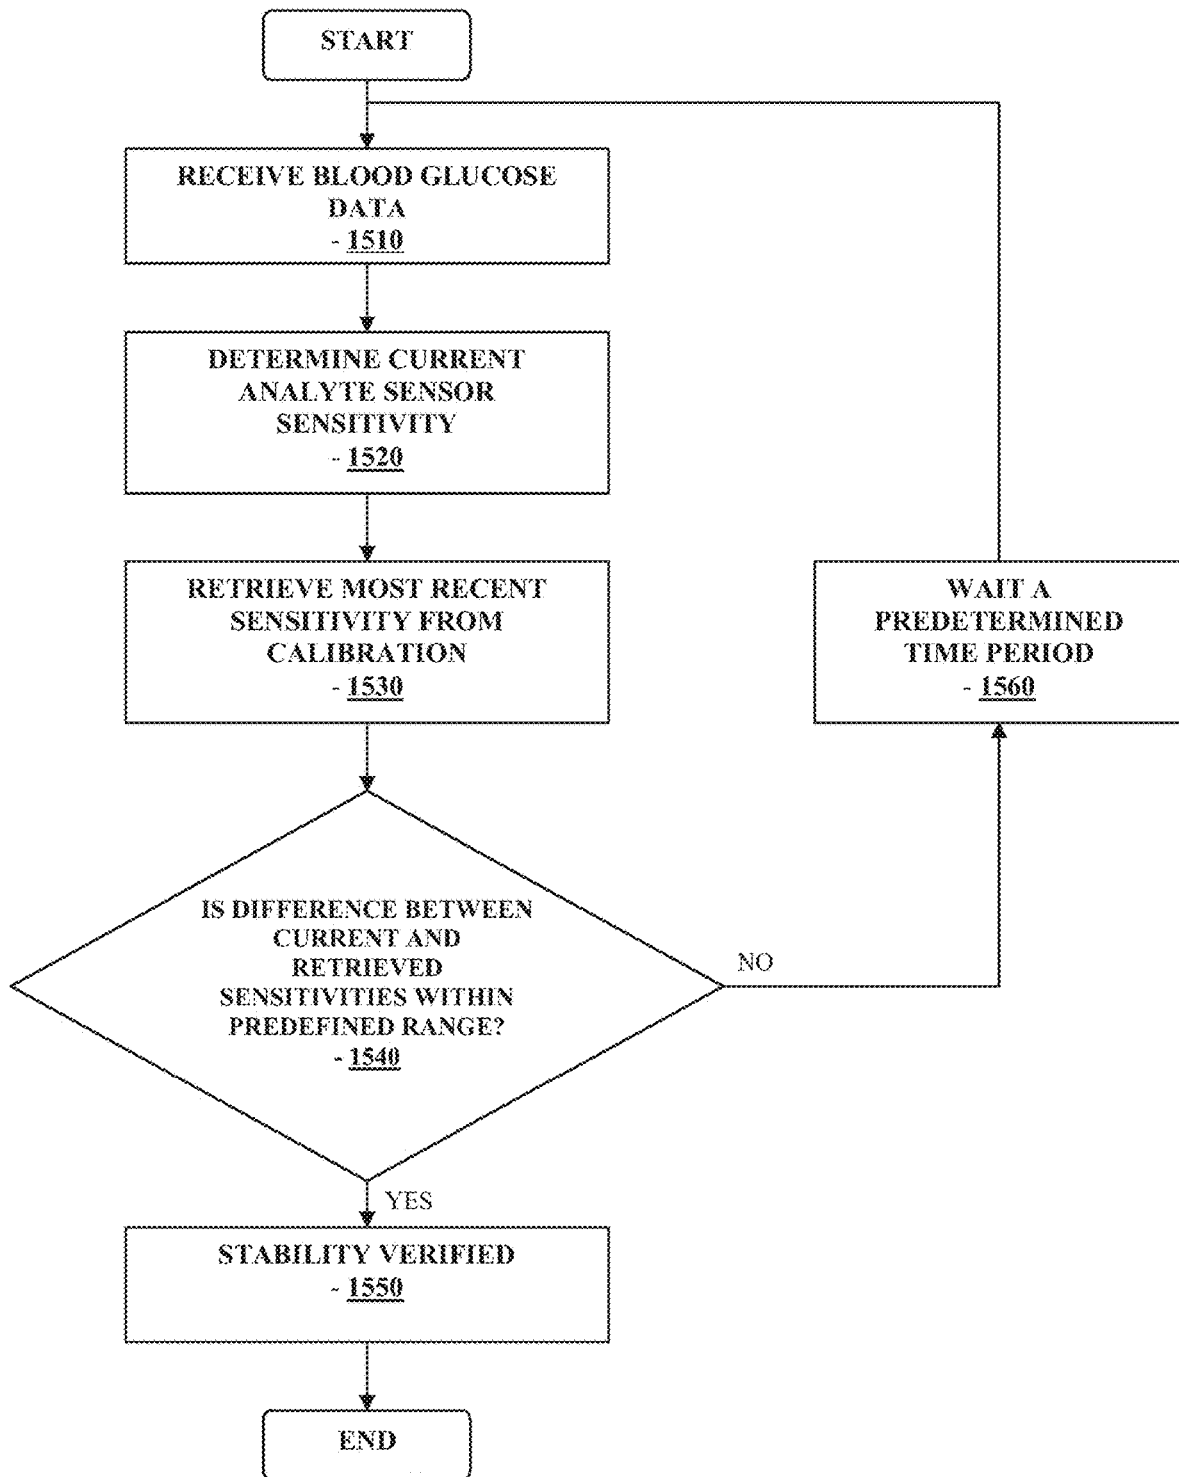 START
RECEIVE BLOOD GLUCOSE
DATA
- 1510
DETERMINE CURRENT
ANALYTE SENSOR
SENSITIVITY
- 1520
RETRIEVE MOST RECENT
SENSITIVITY FROM
CALIBRATION
- 1530
WAIT A
PREDETERMINED
TIME PERIOD
- 1560
IS DIFFERENCE BETWEEN
CURRENT AND
RETRIEVED
SENSITIVITIES WITHIN
PREDEFINED RANGE?
- 1540
NO
YES
STABILITY VERIFIED
- 1550
END